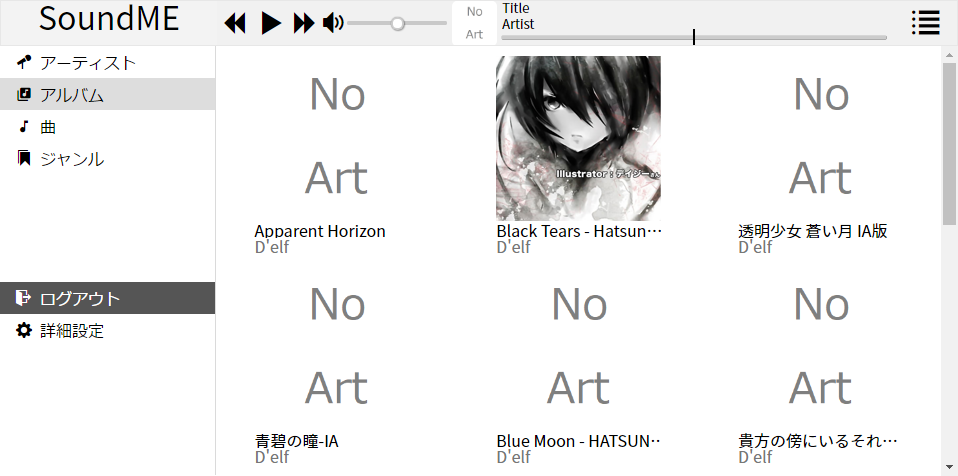 SoundME
No
Art
Title
Artist
アーティスト
アルバム
曲
ジャンル
ログアウト
詳細設定
No
Art
Apparent Horizon
D'elf
Illustrator : デイジーさん
Black Tears - Hatsun…
D'elf
No
Art
透明少女 蒼い月 IA版
D'elf
No
Art
青碧の瞳-IA
D'elf
No
Art
Blue Moon - HATSUN…
D'elf
No
Art
貴方の傍にいるそれ…
D'elf